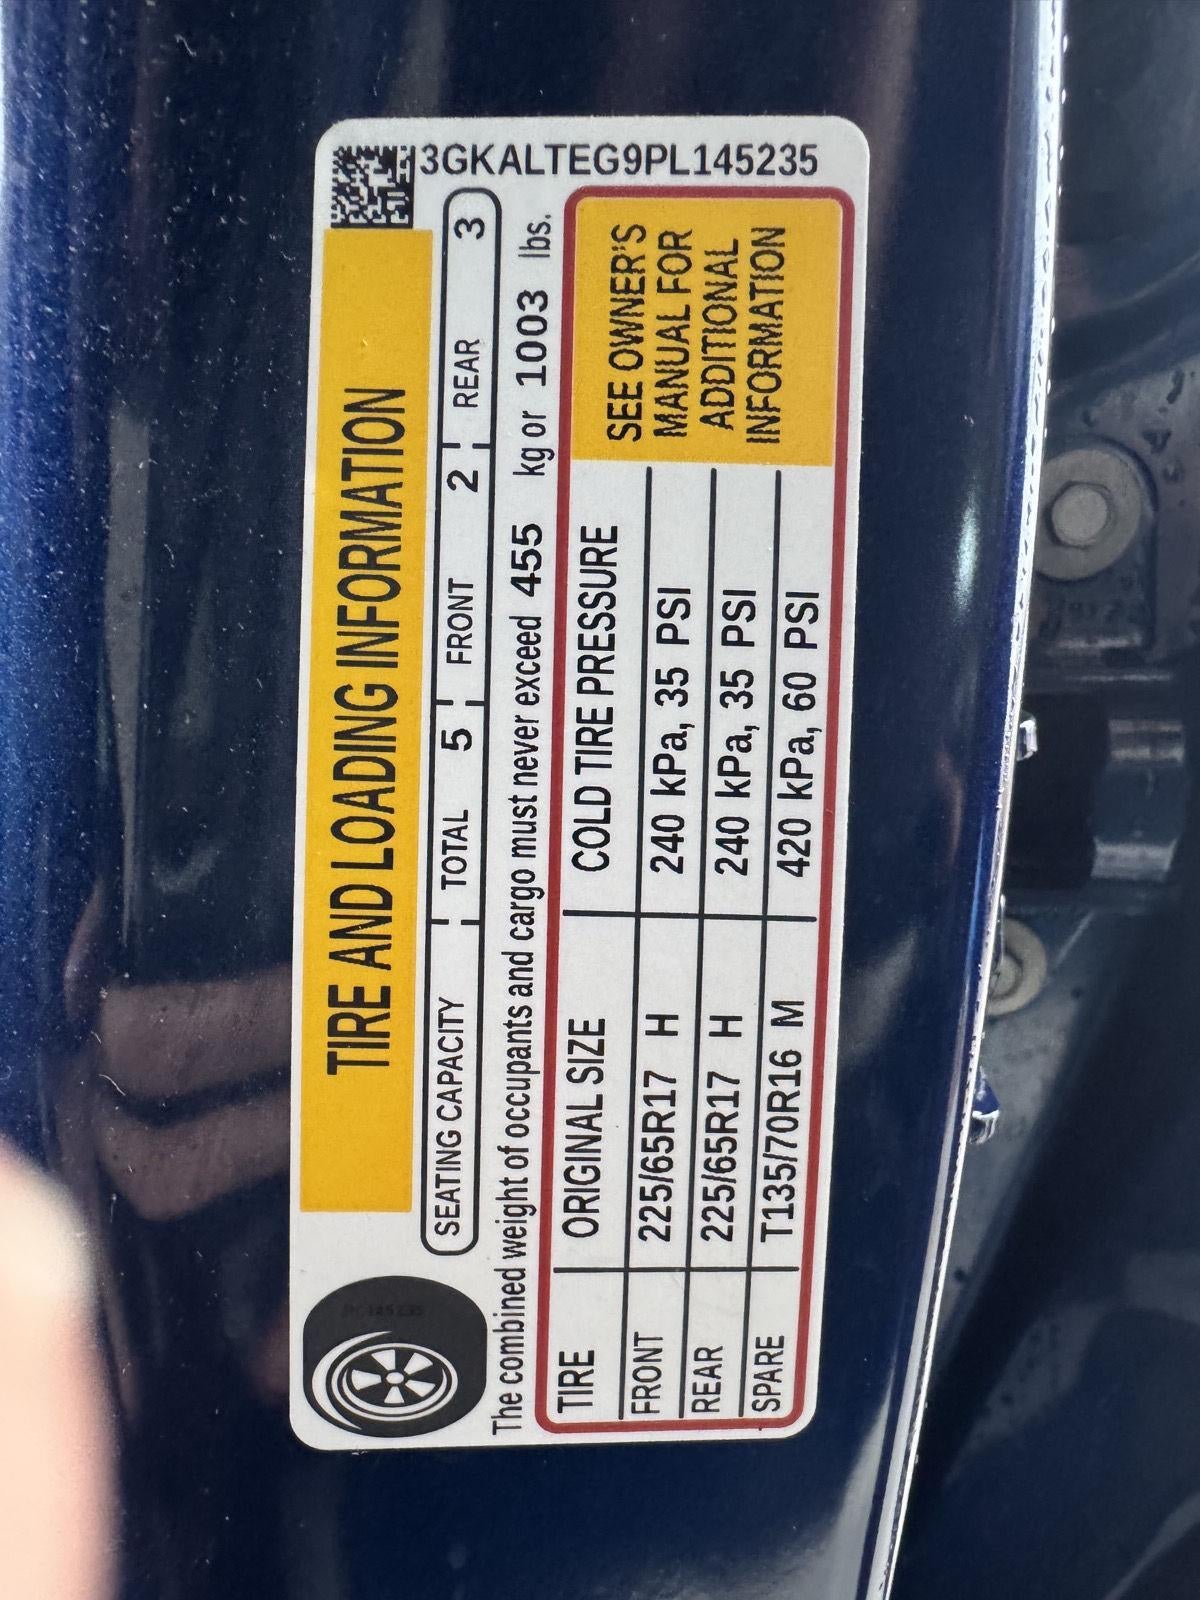 3GKALTEG9PL145235
TIRE AND LOADING INFORMATION
SEATING CAPACITY TOTAL 5 FRONT 2 REAR 3
The combined weight of occupants and cargo must never exceed 455 kg or 1003 lbs.
TIRE ORIGINAL SIZE COLD TIRE PRESSURE
FRONT 225/65R17 H 240 kPa, 35 PSI
REAR 225/65R17 H 240 kPa, 35 PSI
SPARE T135/70R16 M 420 kPa, 60 PSI
SEE OWNER'S
MANUAL FOR
ADDITIONAL
INFORMATION